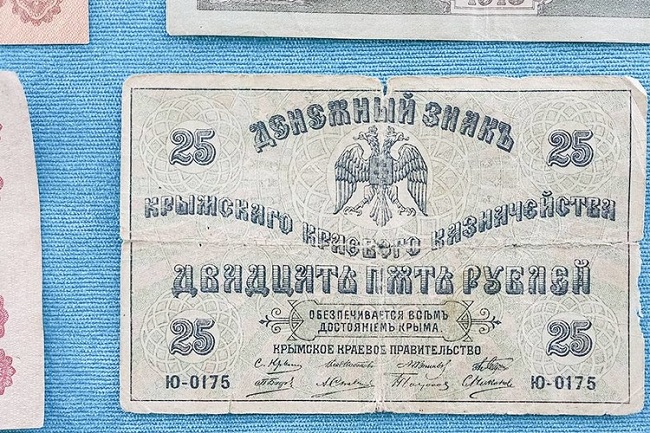 25 ДЕНЕЖНЫЙ ЗНАКЪ 25
КРЫМСКАГО КРАЕВОГО КАЗНАЧЕЙСТВА
ДВАДЦАТЬ ПЯТЬ РУБЛЕЙ
25 ОБЕЗПЕЧИВАЕТСЯ ВСѢМЪ 25
ДОСТОЯНІЕМЪ КРЫМА.
КРЫМСКОЕ КРАЕВОЕ ПРАВИТЕЛЬСТВО
Ю-0175 Ю-0175